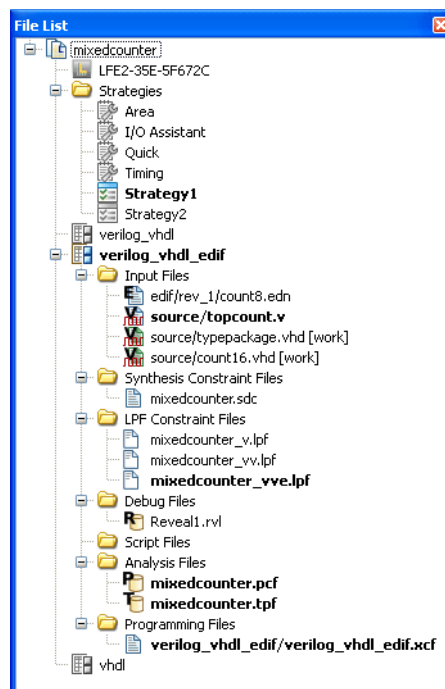 File List
mixedcounter
LFE2-35E-5F672C
Strategies
Area
I/O Assistant
Quick
Timing
Strategy1
Strategy2
verilog_vhdl
verilog_vhdl_edif
Input Files
edif/rev_1/count8.edn
source/topcount.v
source/typepackage.vhd [work]
source/count16.vhd [work]
Synthesis Constraint Files
mixedcounter.sdc
LPF Constraint Files
mixedcounter_v.lpf
mixedcounter_vv.lpf
mixedcounter_vve.lpf
Debug Files
Reveal1.rvl
Script Files
Analysis Files
mixedcounter.pcf
mixedcounter.tpf
Programming Files
verilog_vhdl_edif/verilog_vhdl_edif.xcf
vhdl